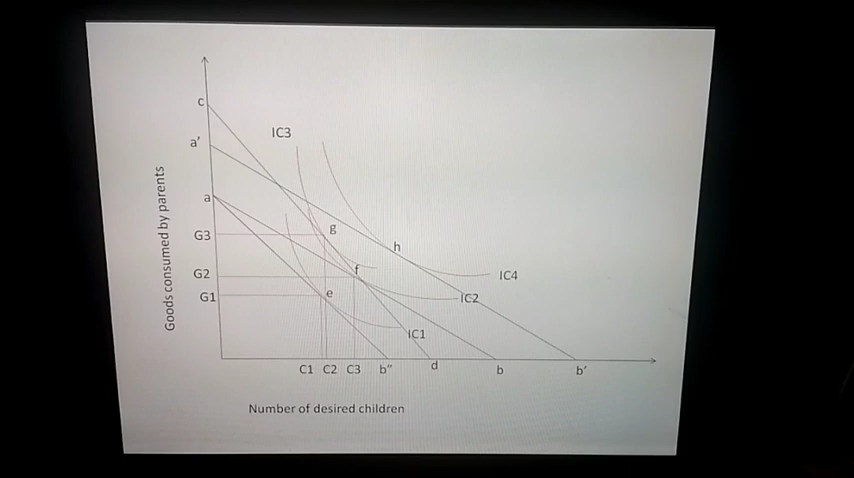 c
IC3
a'
a
g
G3
h
f
G2
IC4
G1
e
IC2
IC1
C1 C2 C3 b" d b b'
Goods consumed by parents
Number of desired children